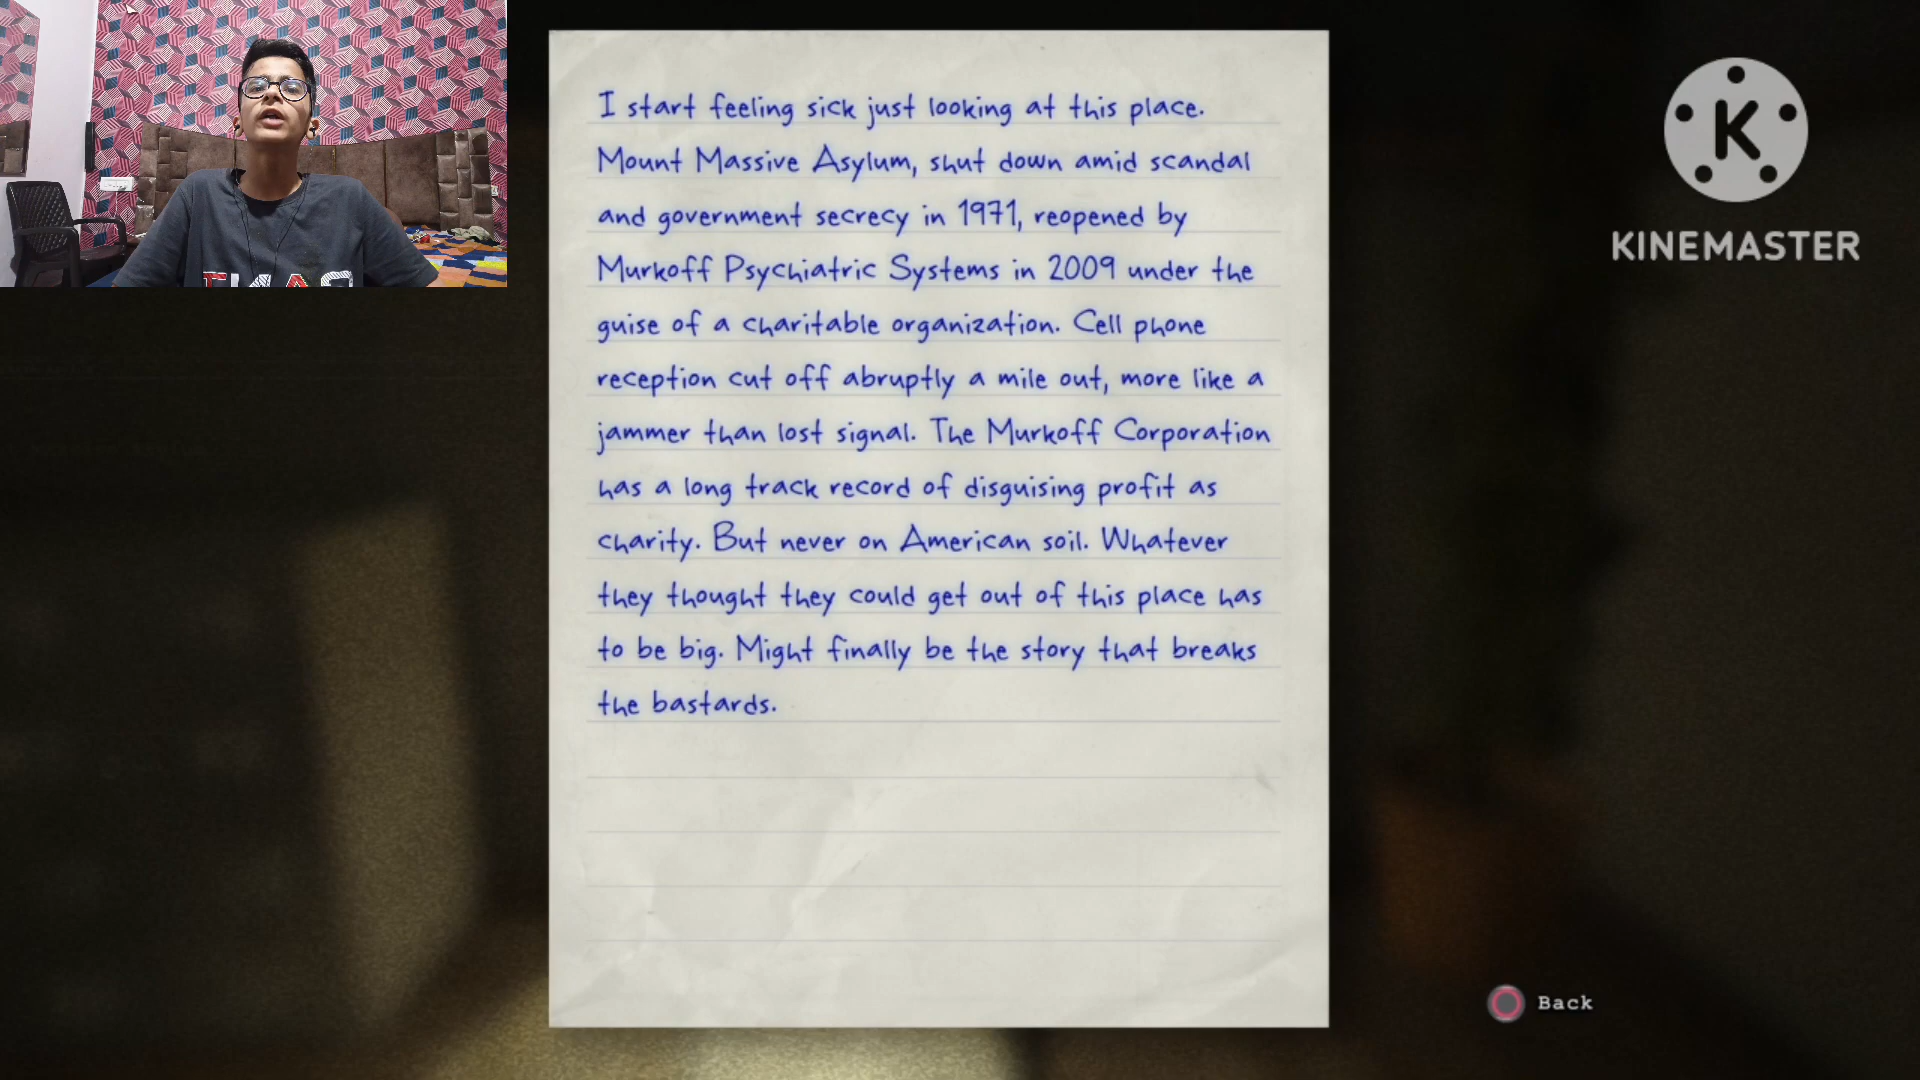 I start feeling sick just looking at this place.
Mount Massive Asylum, shut down amid scandal
and government secrecy in 1971, reopened by
Murkoff Psychiatric Systems in 2009 under the
guise of a charitable organization. Cell phone
reception cut off abruptly a mile out, more like a
jammer than lost signal. The Murkoff Corporation
has a long track record of disguising profit as
charity. But never on American soil. Whatever
they thought they could get out of this place has
to be big. Might finally be the story that breaks
the bastards.
K
KINEMASTER
Back